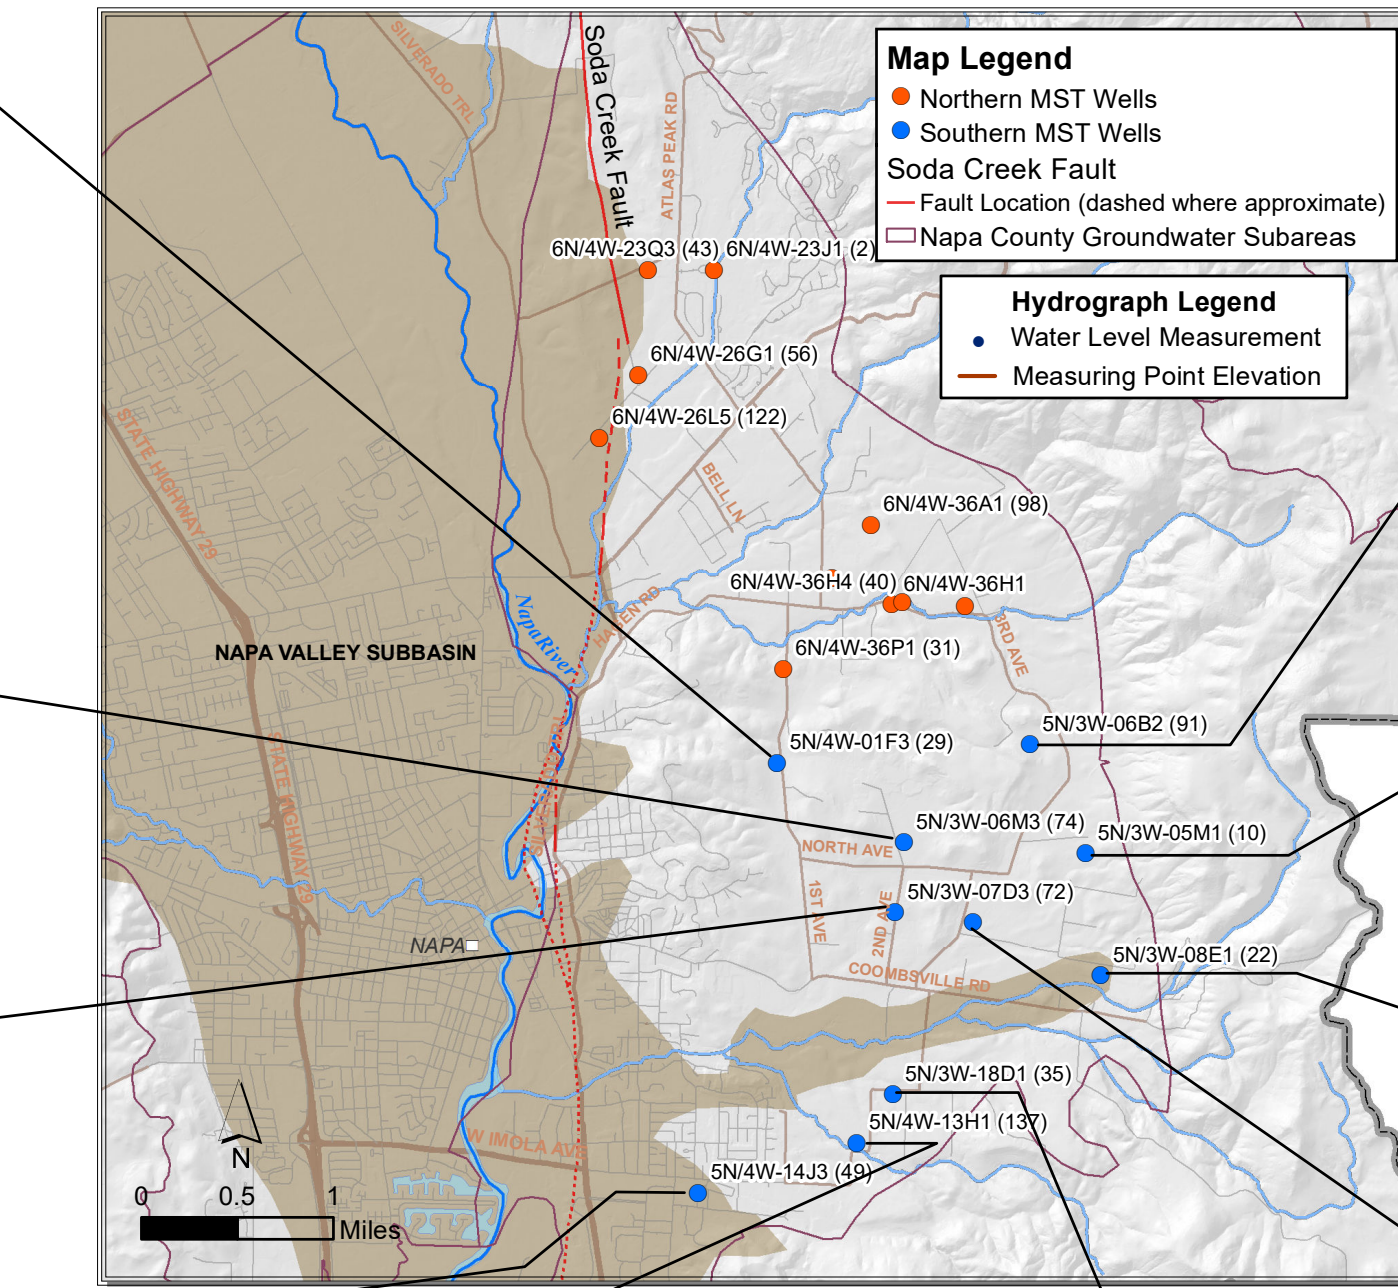 Map Legend
Northern MST Wells
Southern MST Wells
Soda Creek Fault
Fault Location (dashed where approximate)
Napa County Groundwater Subareas
Hydrograph Legend
Water Level Measurement
Measuring Point Elevation
SILVERADO TRL
Soda Creek Fault
ATLAS PEAK RD
6N/4W-23Q3 (43)
6N/4W-23J1 (2)
6N/4W-26G1 (56)
6N/4W-26L5 (122)
STATE HIGHWAY 29
BELL LN
6N/4W-36A1 (98)
6N/4W-36H4 (40)
6N/4W-36H1
HAGEN RD
Napa River
3RD AVE
NAPA VALLEY SUBBASIN
6N/4W-36P1 (31)
5N/3W-06B2 (91)
5N/4W-01F3 (29)
STATE HIGHWAY 29
5N/3W-06M3 (74)
5N/3W-05M1 (10)
NORTH AVE
1ST AVE
2ND AVE
5N/3W-07D3 (72)
NAPA
5N/3W-08E1 (22)
COOMBSVILLE RD
5N/3W-18D1 (35)
5N/4W-13H1 (137)
W IMOLA AVE
5N/4W-14J3 (49)
N
0 0.5 1
Miles